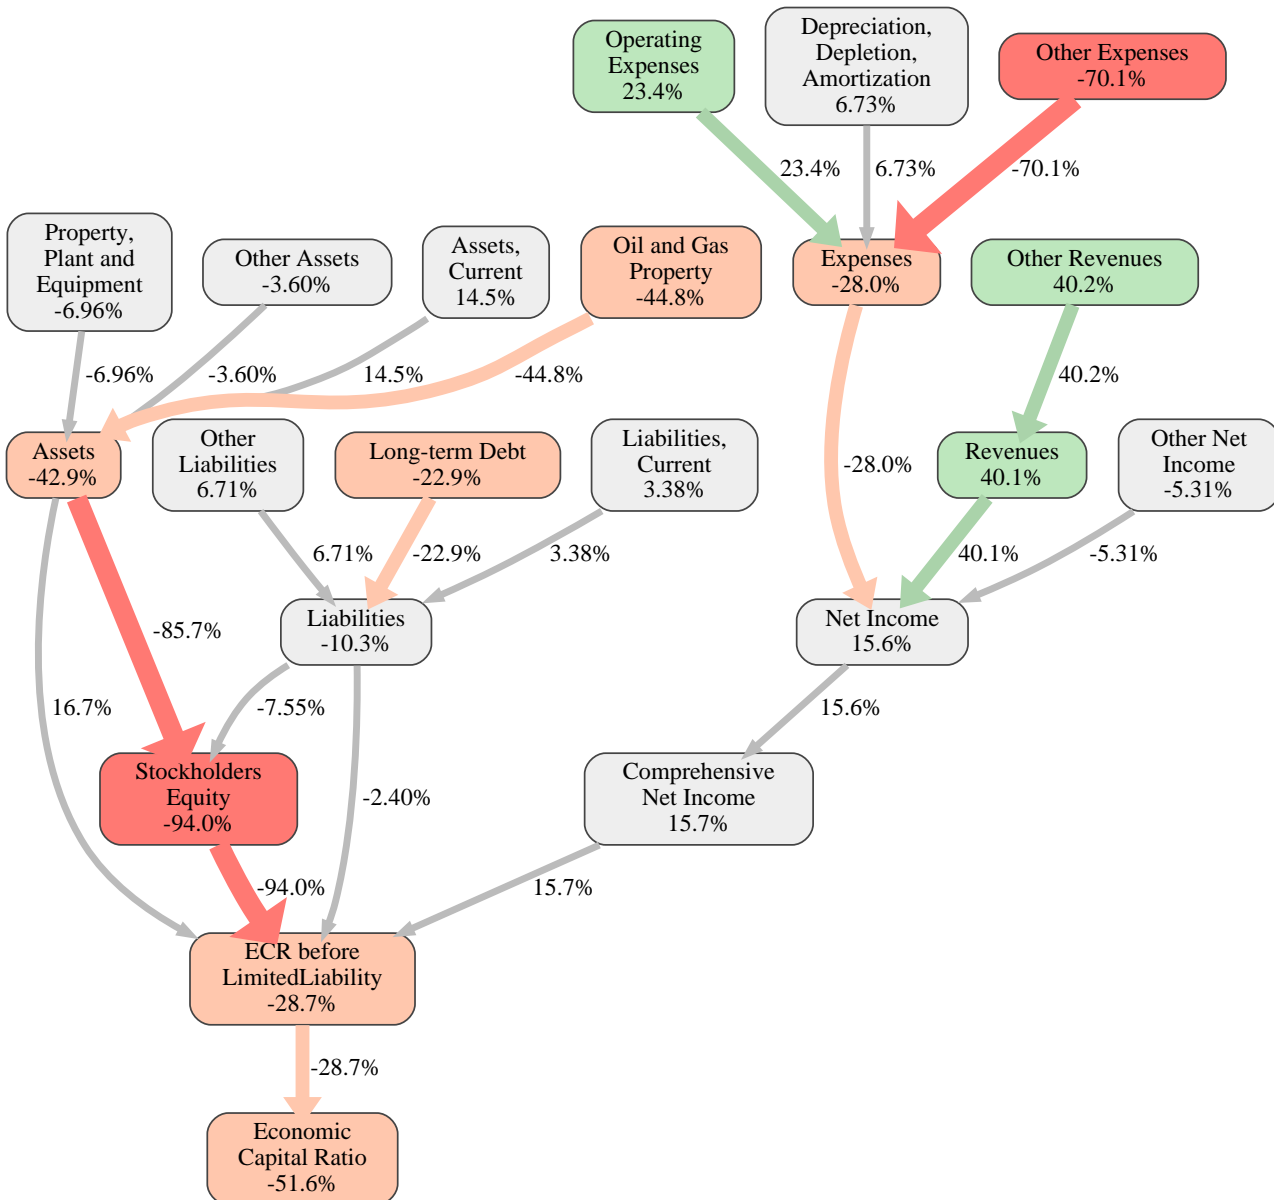 Operating
Expenses
23.4%
Depreciation,
Depletion,
Amortization
6.73%
Other Expenses
-70.1%
23.4%
6.73%
-70.1%
Property,
Plant and
Equipment
-6.96%
Other Assets
-3.60%
Assets,
Current
14.5%
Oil and Gas
Property
-44.8%
Expenses
-28.0%
Other Revenues
40.2%
-6.96%
-3.60%
14.5%
-44.8%
40.2%
Assets
-42.9%
Other
Liabilities
6.71%
Long-term Debt
-22.9%
Liabilities,
Current
3.38%
-28.0%
Revenues
40.1%
Other Net
Income
-5.31%
6.71%
-22.9%
3.38%
40.1%
-5.31%
-85.7%
Liabilities
-10.3%
Net Income
15.6%
16.7%
-7.55%
15.6%
Stockholders
Equity
-94.0%
-2.40%
Comprehensive
Net Income
15.7%
-94.0%
15.7%
ECR before
LimitedLiability
-28.7%
-28.7%
Economic
Capital Ratio
-51.6%